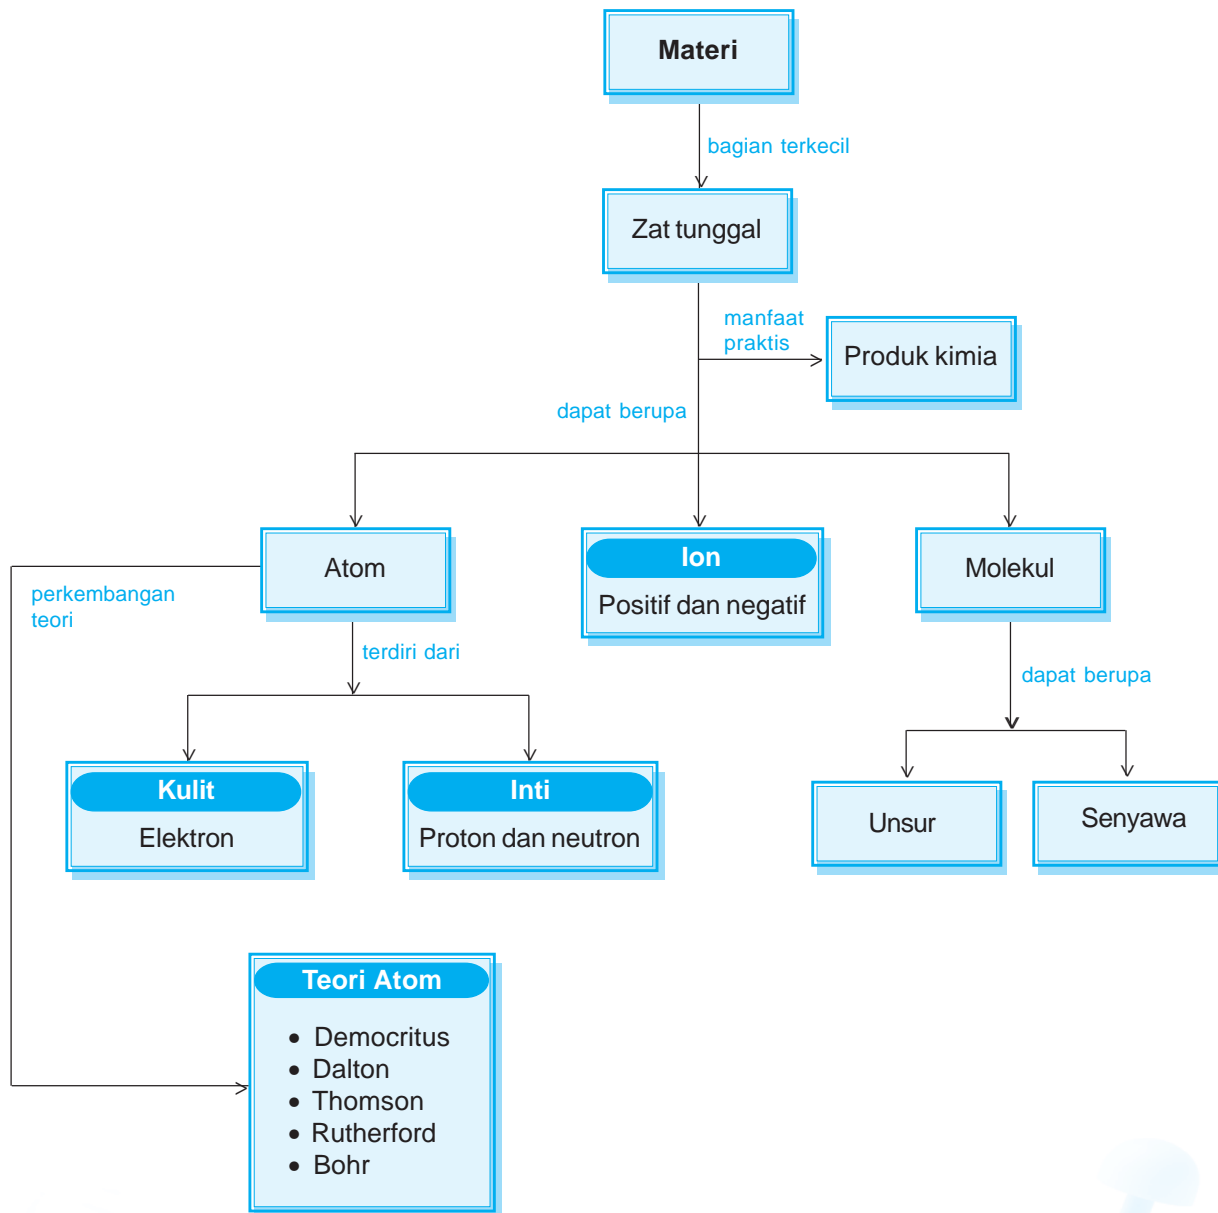 Materi
bagian terkecil
Zat tunggal
manfaat
praktis
Produk kimia
dapat berupa
Atom
Ion
Positif dan negatif
Molekul
perkembangan
teori
terdiri dari
dapat berupa
Kulit
Elektron
Inti
Proton dan neutron
Unsur
Senyawa
Teori Atom
• Democritus
• Dalton
• Thomson
• Rutherford
• Bohr